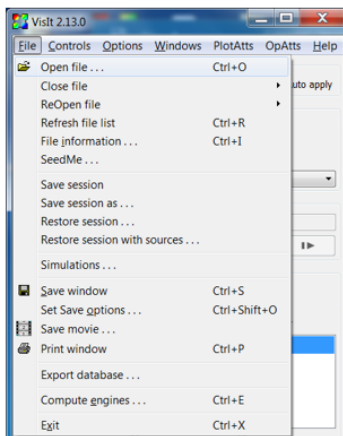 VisIt 2.13.0
File Controls Options Windows PlotAtts OpAtts Help
Open file . . . Ctrl+O
Close file
uto apply
ReOpen file
Refresh file list Ctrl+R
File information . . . Ctrl+I
SeedMe . . .
Save session
Save session as . . .
Restore session . . .
Restore session with sources . . .
Simulations . . .
Save window Ctrl+S
Set Save options . . . Ctrl+Shift+O
Save movie . . .
Print window Ctrl+P
Export database . . .
Compute engines . . . Ctrl+E
Exit Ctrl+X